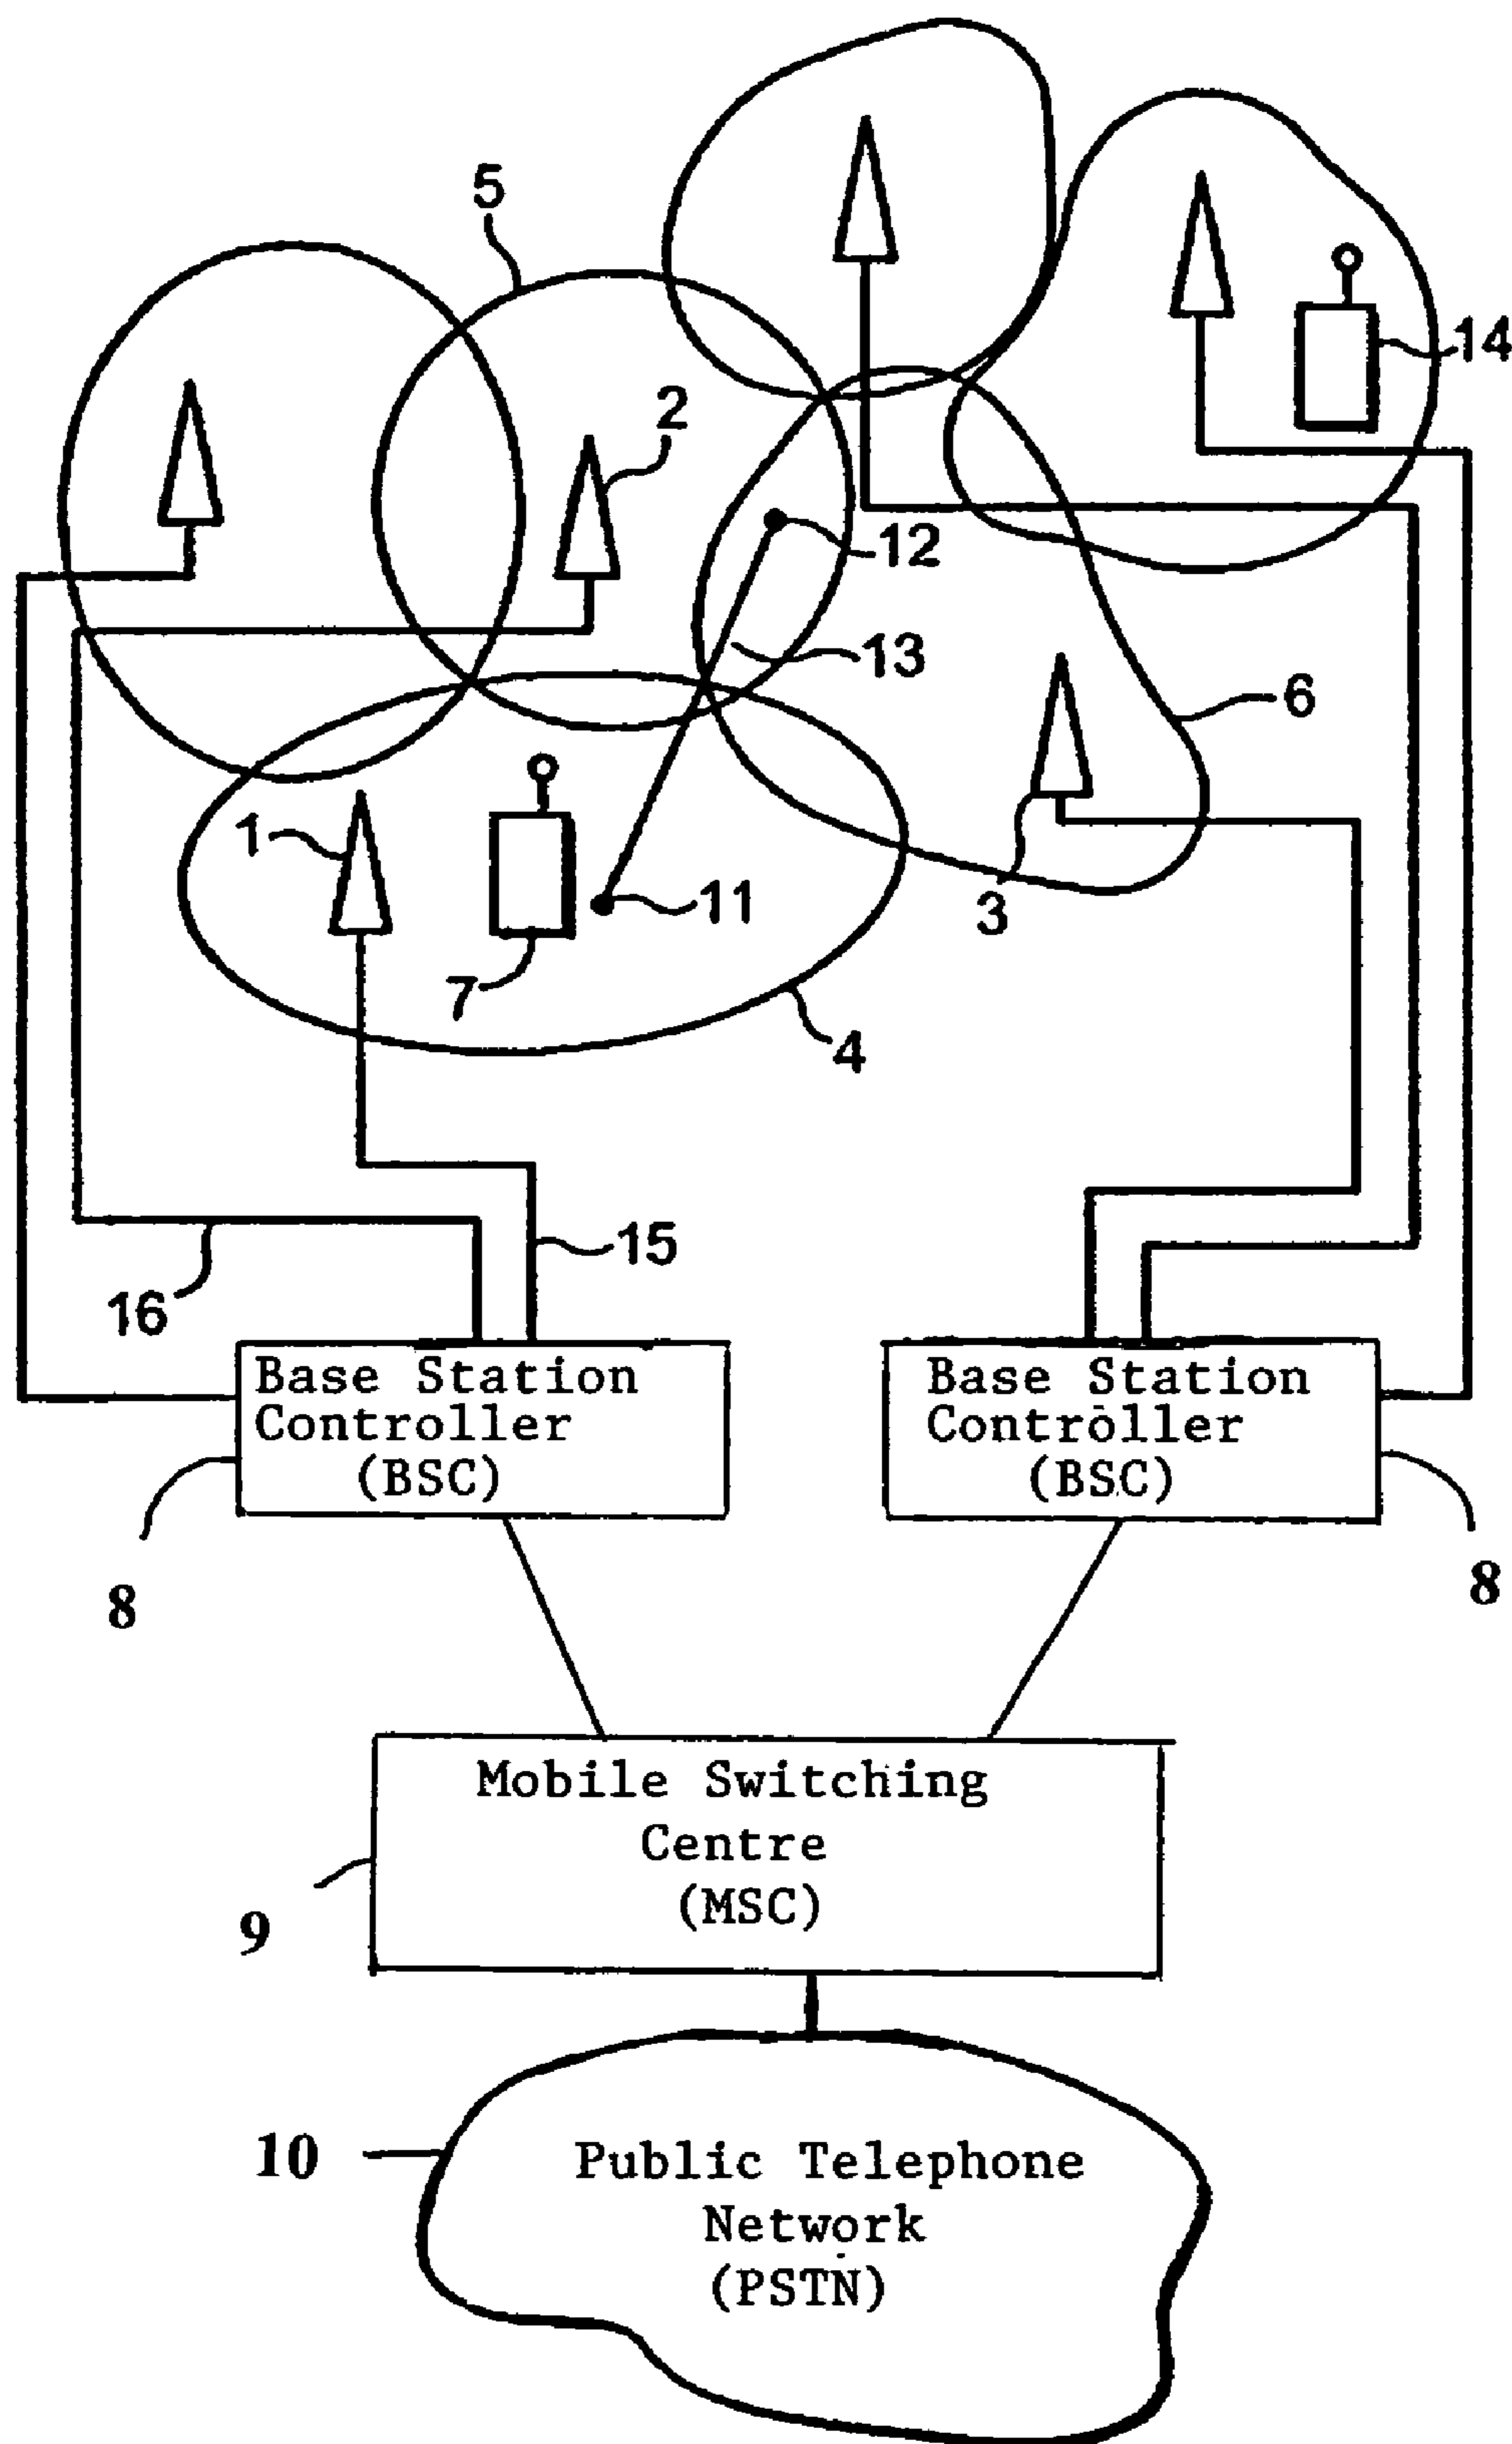 5
14
2
12
13
6
1
11
3
7
4
15
16
Base Station
Controller
(BSC)
Base Station
Controller
(BSC)
8
8
Mobile Switching
Centre
(MSC)
9
10
Public Telephone
Network
(PSTN)